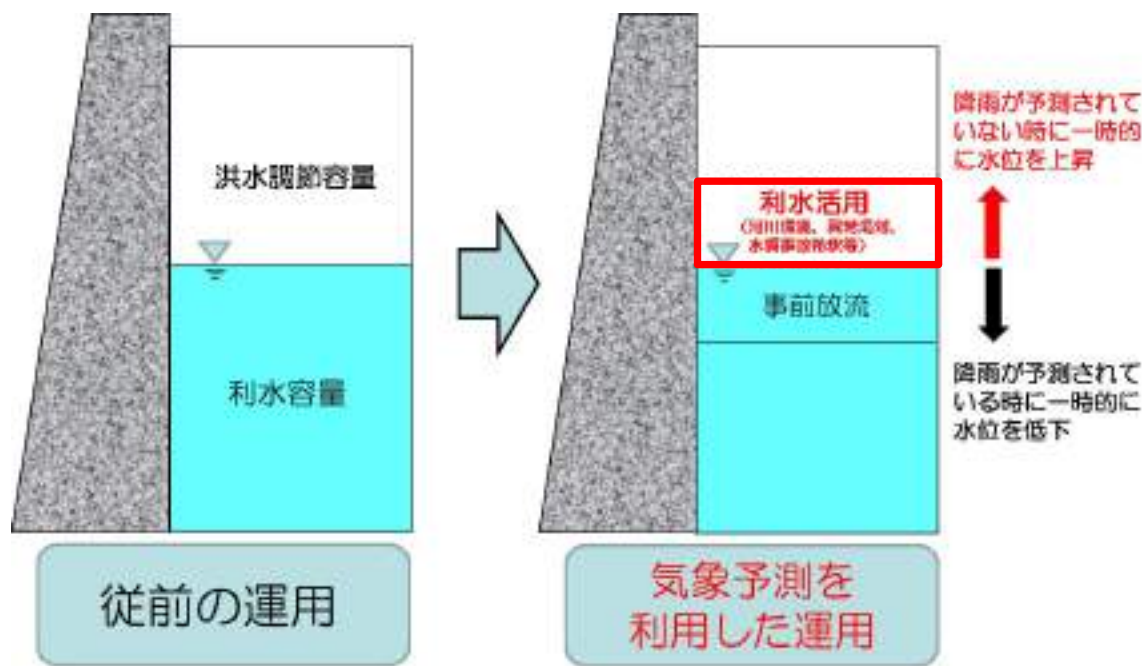 洪水調節容量
利水容量
従前の運用
利水活用
事前放流
降雨が予測されて
いない時に一時的
に水位を上昇
降雨が予測されて
いる時に一時的に
水位を低下
気象予測を
利用した運用